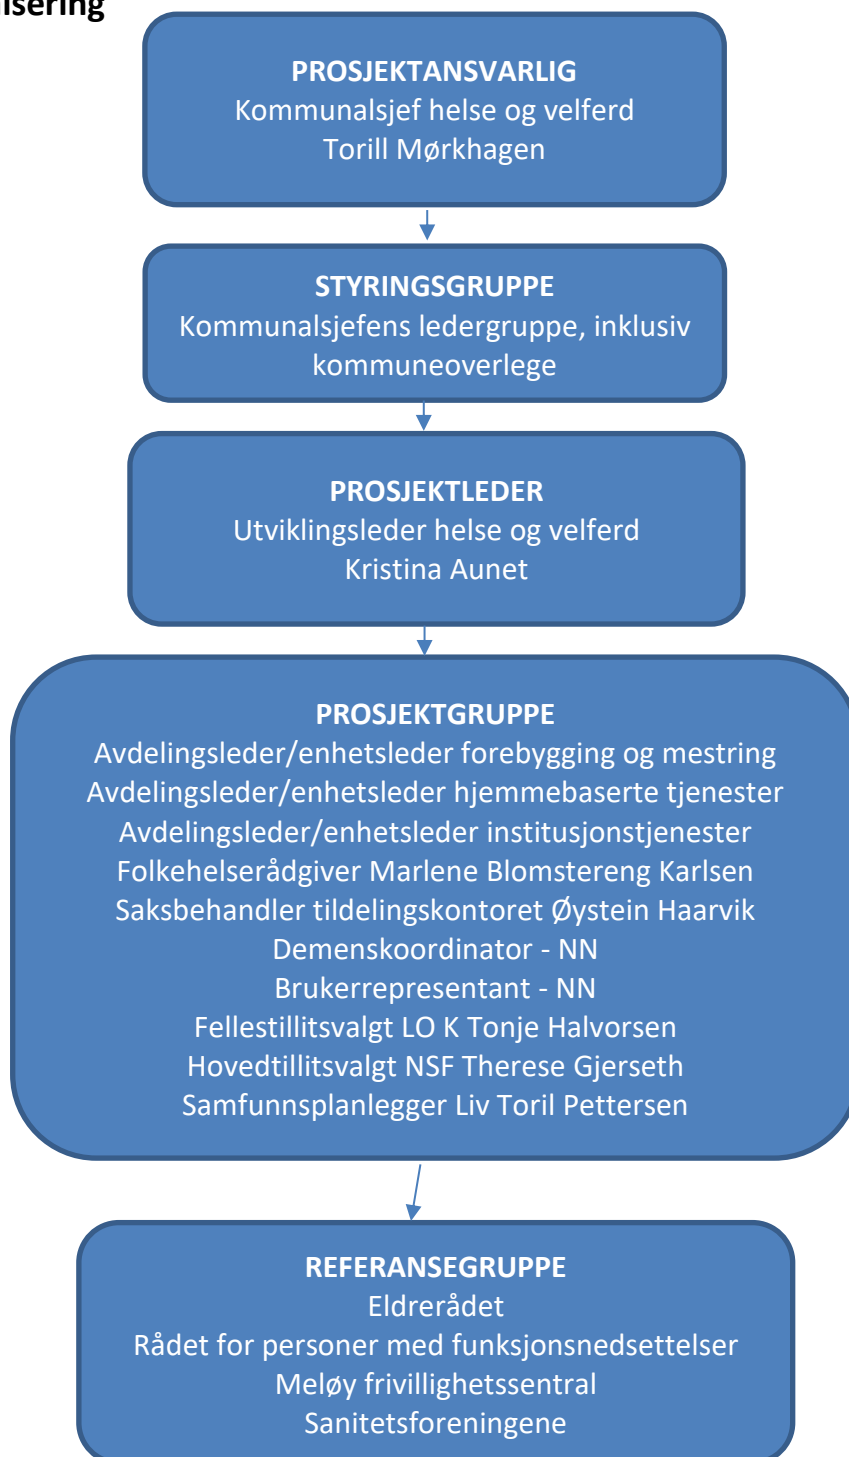 isering
PROSJEKTANSVARLIG
Kommunalsjef helse og velferd
Torill Mørkhagen
STYRINGSGRUPPE
Kommunalsjefens ledergruppe, inklusiv
kommuneoverlege
PROSJEKTLEDER
Utviklingsleder helse og velferd
Kristina Aunet
PROSJEKTGRUPPE
Avdelingsleder/enhetsleder forebygging og mestring
Avdelingsleder/enhetsleder hjemmebaserte tjenester
Avdelingsleder/enhetsleder institusjonstjenester
Folkehelserådgiver Marlene Blomstereng Karlsen
Saksbehandler tildelingskontoret Øystein Haarvik
Demenskoordinator - NN
Brukerrepresentant - NN
Fellestillitsvalgt LO K Tonje Halvorsen
Hovedtillitsvalgt NSF Therese Gjerseth
Samfunnsplanlegger Liv Toril Pettersen
REFERANSEGRUPPE
Eldrerådet
Rådet for personer med funksjonsnedsettelser
Meløy frivillighetssentral
Sanitetsforeningene